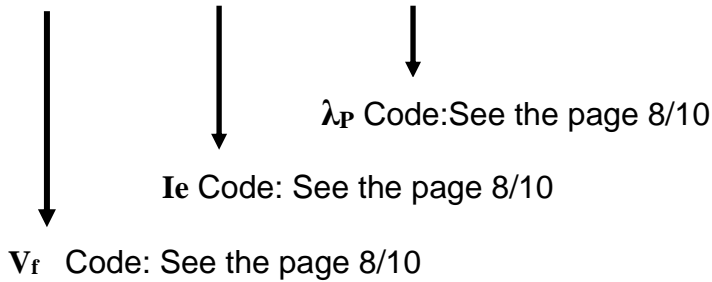 λP Code:See the page 8/10
Ie Code: See the page 8/10
Vf Code: See the page 8/10